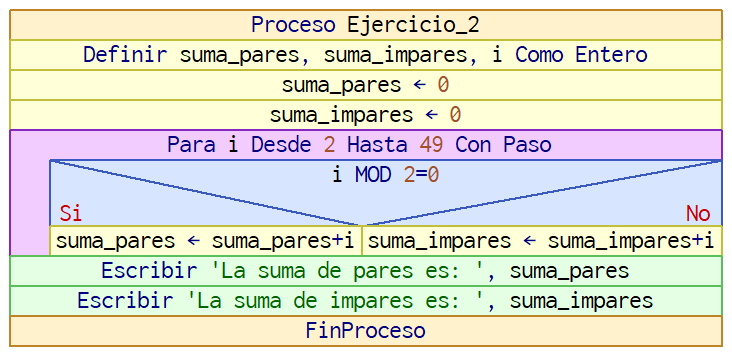 Proceso Ejercicio_2
Definir suma_pares, suma_impares, i Como Entero
suma_pares ← 0
suma_impares ← 0
Para i Desde 2 Hasta 49 Con Paso
i MOD 2=0
Si No
suma_pares ← suma_pares+i suma_impares ← suma_impares+i
Escribir 'La suma de pares es: ', suma_pares
Escribir 'La suma de impares es: ', suma_impares
FinProceso